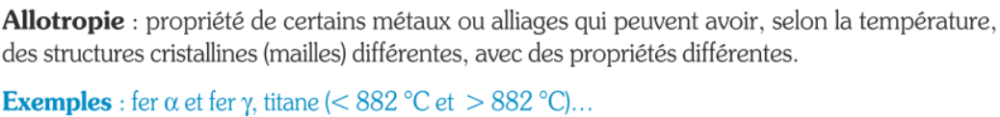 Allotropie : propriété de certains métaux ou alliages qui peuvent avoir, selon la température,
des structures cristallines (mailles) différentes, avec des propriétés différentes.
Exemples : fer α et fer γ, titane (< 882 °C et > 882 °C)…